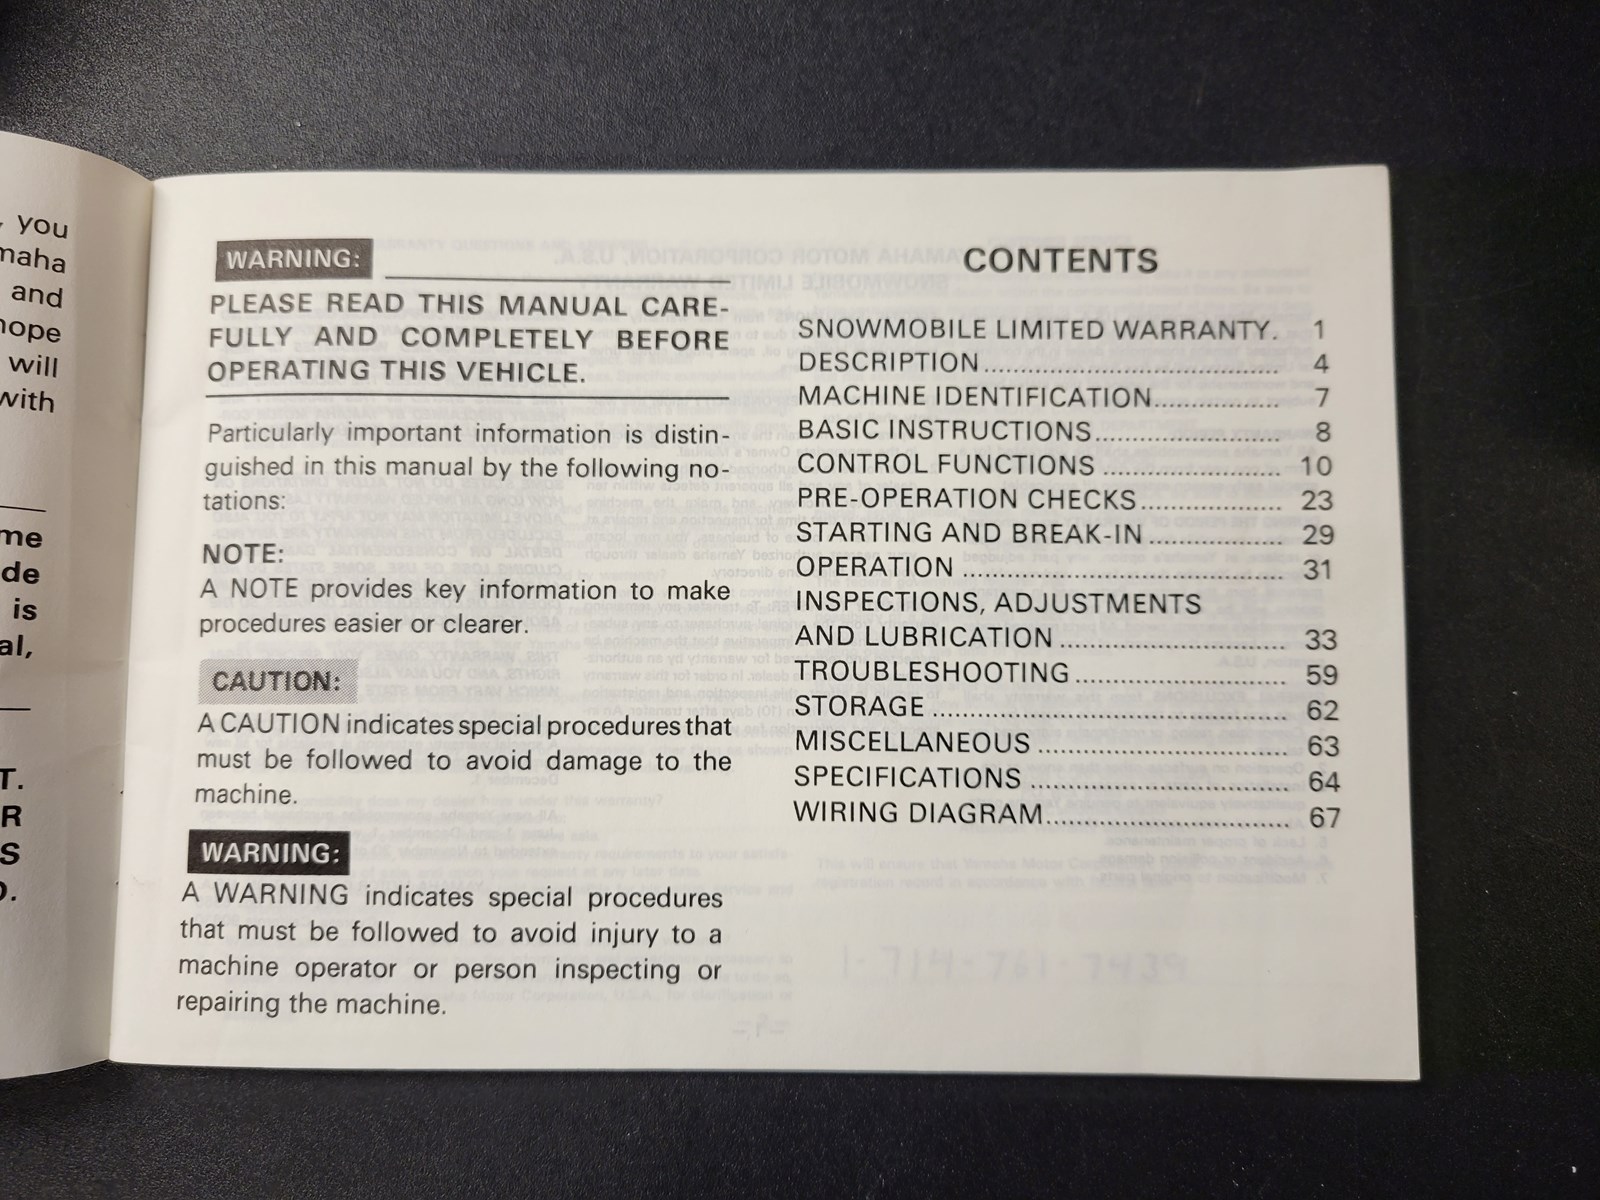 you
and
will
with
me
de
is
al,
T.
R
S
WARNING:
PLEASE READ THIS MANUAL CARE-
FULLY AND COMPLETELY BEFORE
OPERATING THIS VEHICLE.
Particularly important information is distin-
guished in this manual by the following no-
tations:
NOTE:
A NOTE provides key information to make
procedures easier or clearer.
CAUTION:
A CAUTION indicates special procedures that
must be followed to avoid damage to the
machine.
WARNING:
A WARNING indicates special procedures
that must be followed to avoid injury to a
machine operator or person inspecting or
repairing the machine.
CONTENTS
SNOWMOBILE LIMITED WARRANTY. 1
DESCRIPTION.......................................... 4
MACHINE IDENTIFICATION.................. 7
BASIC INSTRUCTIONS........................... 8
CONTROL FUNCTIONS ......................... 10
PRE-OPERATION CHECKS.................... 23
STARTING AND BREAK-IN ................... 29
OPERATION .............................................. 31
INSPECTIONS, ADJUSTMENTS
AND LUBRICATION ................................ 33
TROUBLESHOOTING .............................. 59
STORAGE .................................................. 62
MISCELLANEOUS .................................... 63
SPECIFICATIONS ..................................... 64
WIRING DIAGRAM................................... 67